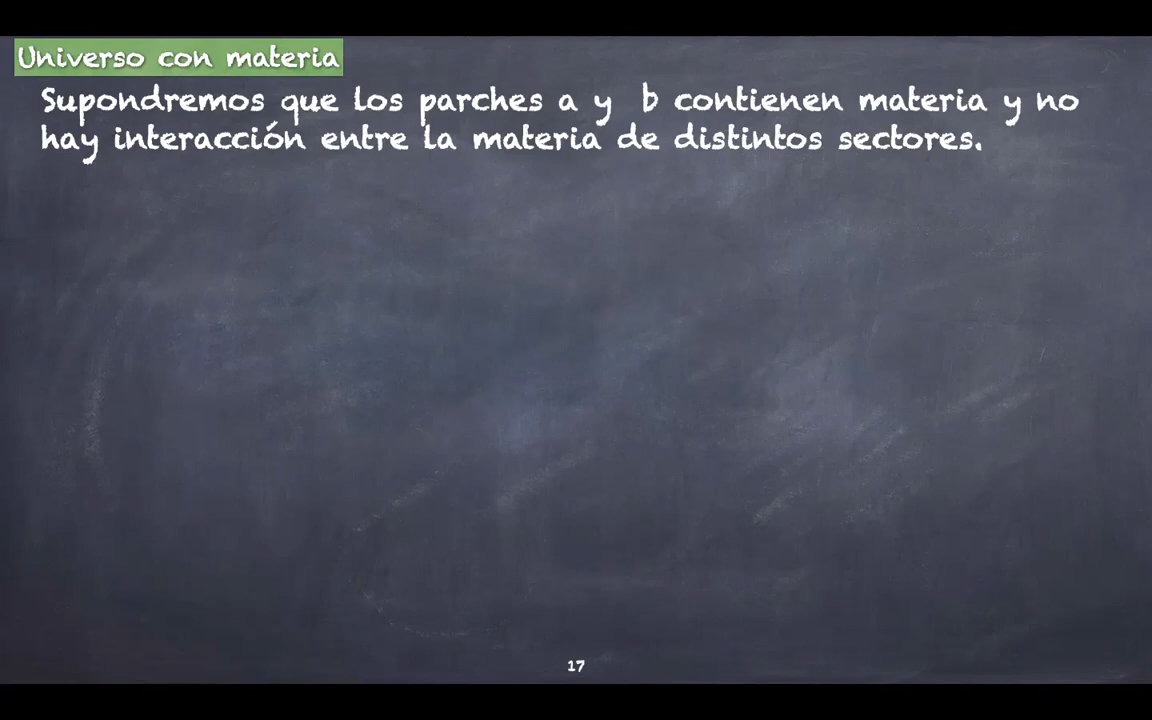 Universo con materia
Supondremos que los parches a y b contienen materia y no
hay interacción entre la materia de distintos sectores.
17